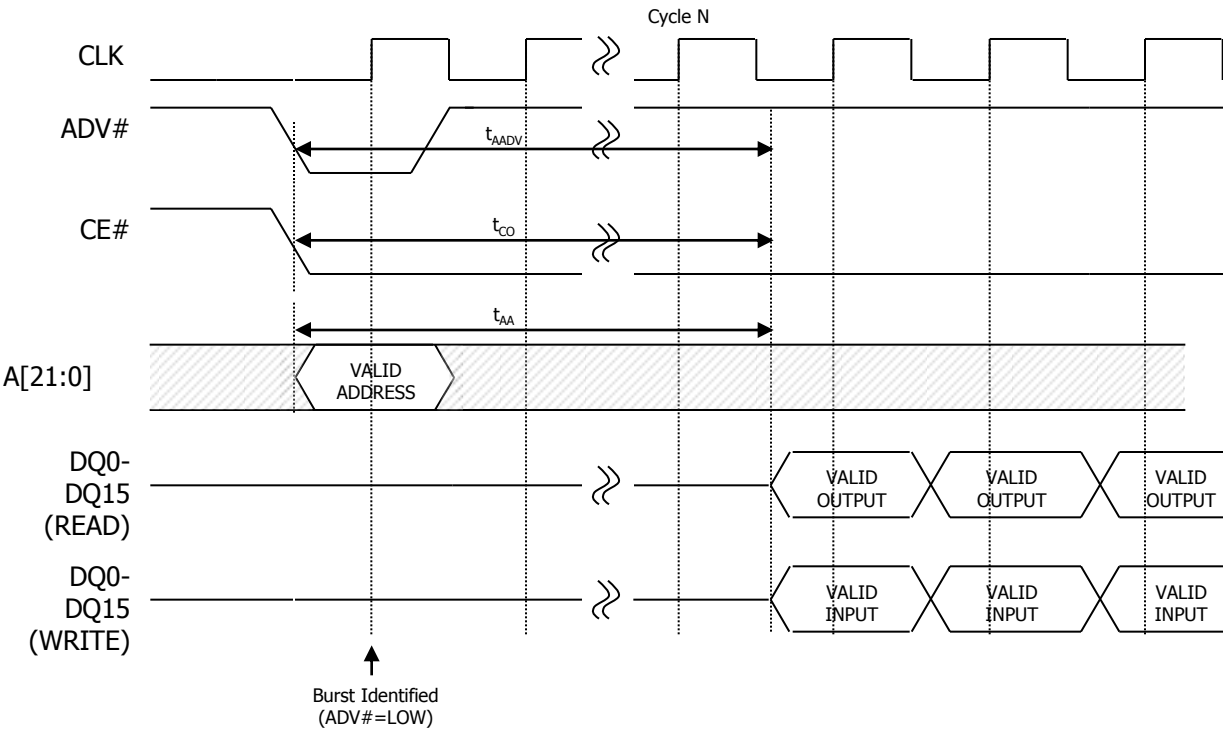 Cycle N
CLK
ADV#
tAADV
CE#
tCO
tAA
A[21:0]
VALID
ADDRESS
DQ0-
DQ15
(READ)
VALID
OUTPUT
VALID
OUTPUT
VALID
OUTPUT
DQ0-
DQ15
(WRITE)
VALID
INPUT
VALID
INPUT
VALID
INPUT
Burst Identified
(ADV#=LOW)